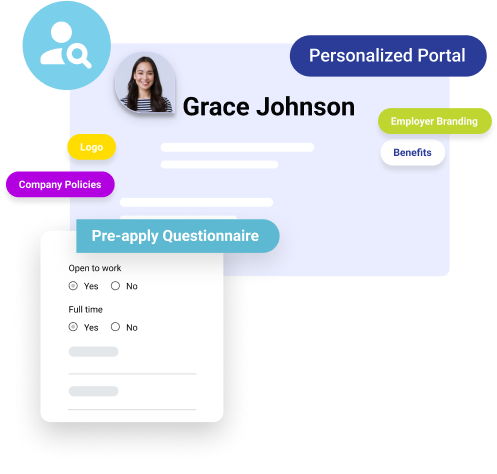 Personalized Portal
Grace Johnson
Employer Branding
Logo
Benefits
Company Policies
Pre-apply Questionnaire
Open to work
Yes No
Full time
Yes No